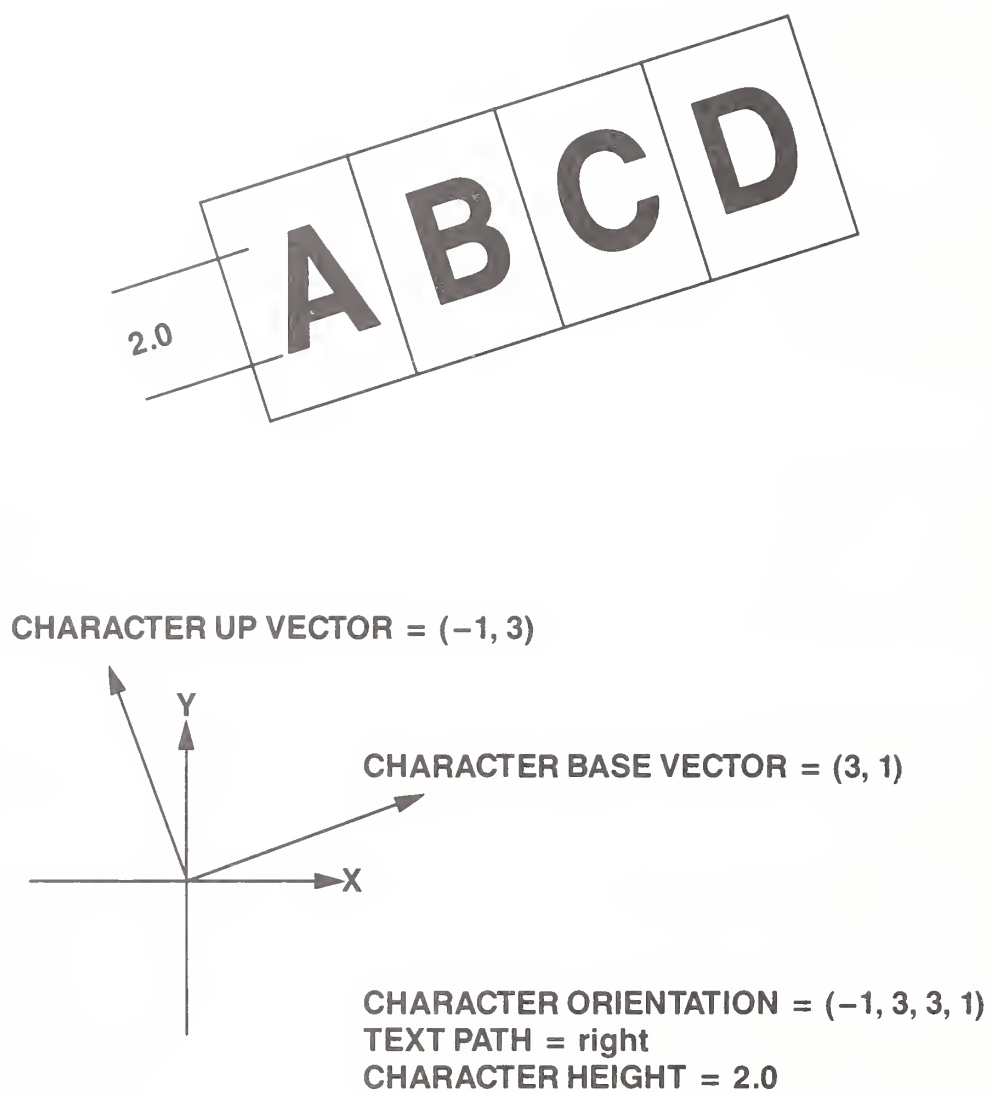 ABCD
2.0
CHARACTER UP VECTOR = (−1, 3)
Y
CHARACTER BASE VECTOR = (3, 1)
X
CHARACTER ORIENTATION = (−1, 3, 3, 1)
TEXT PATH = right
CHARACTER HEIGHT = 2.0